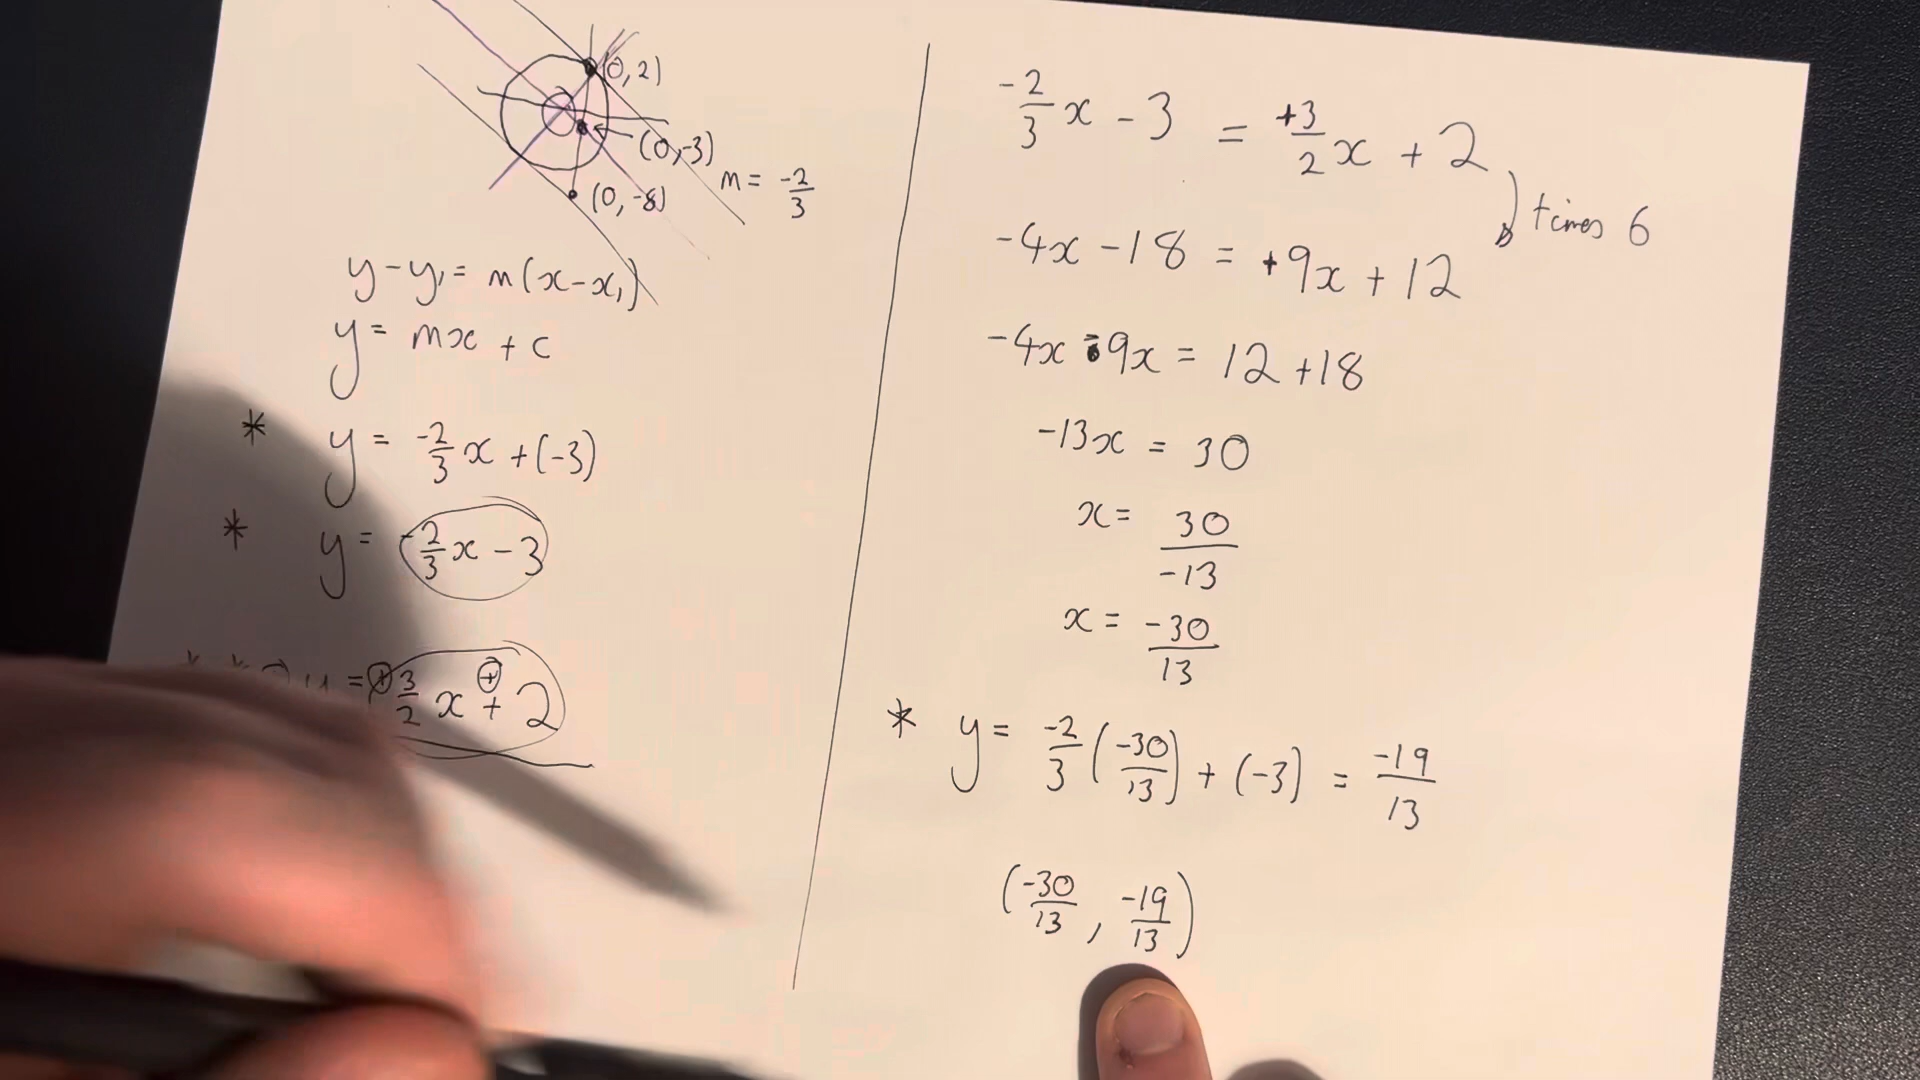 (0, 2)
(0, -3)
m = -2/3
(0, -8)
y - y₁ = m(x - x₁)
y = mx + c
* y = -2/3 x + (-3)
* y = -2/3 x - 3
y = + 3/2 x + 2
-2/3 x - 3 = +3/2 x + 2
times 6
-4x - 18 = +9x + 12
-4x - 9x = 12 + 18
-13x = 30
x = 30/-13
x = -30/13
* y = -2/3 (-30/13) + (-3) = -19/13
(-30/13, -19/13)